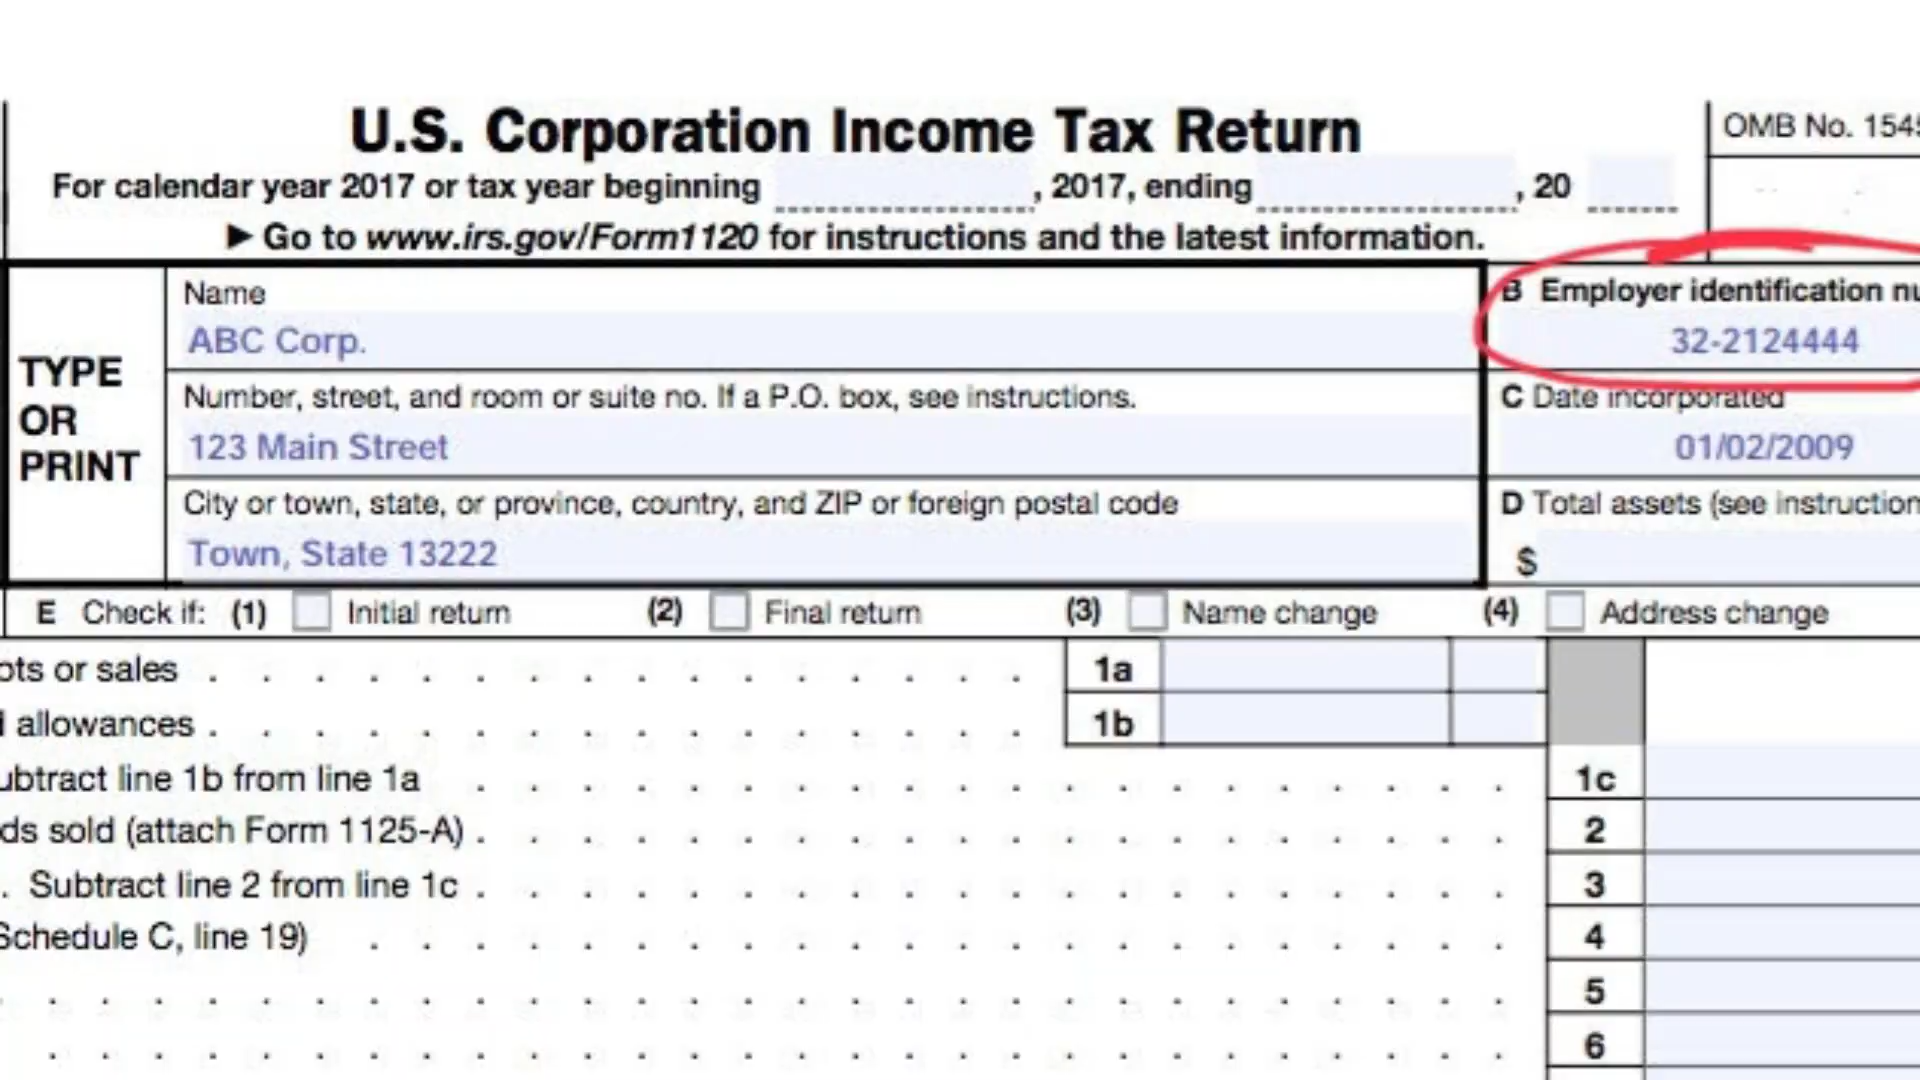 U.S. Corporation Income Tax Return
OMB No. 1545
For calendar year 2017 or tax year beginning , 2017, ending , 20
▶ Go to www.irs.gov/Form1120 for instructions and the latest information.
TYPE
OR
PRINT
Name
ABC Corp.
Number, street, and room or suite no. If a P.O. box, see instructions.
123 Main Street
City or town, state, or province, country, and ZIP or foreign postal code
Town, State 13222
B Employer identification nu
32-2124444
C Date incorporated
01/02/2009
D Total assets (see instruction
$
E Check if: (1) Initial return (2) Final return (3) Name change (4) Address change
pts or sales . . . . . . . . . . . . . . . . 1a
d allowances . . . . . . . . . . . . . . . . 1b
ubtract line 1b from line 1a . . . . . . . . . . . . . . . . . . . . 1c
ds sold (attach Form 1125-A) . . . . . . . . . . . . . . . . . . . . 2
. Subtract line 2 from line 1c . . . . . . . . . . . . . . . . . . . . 3
Schedule C, line 19) . . . . . . . . . . . . . . . . . . . . . . 4
. . . . . . . . . . . . . . . . . . . . . . . . . . . . 5
. . . . . . . . . . . . . . . . . . . . . . . . . . . . 6